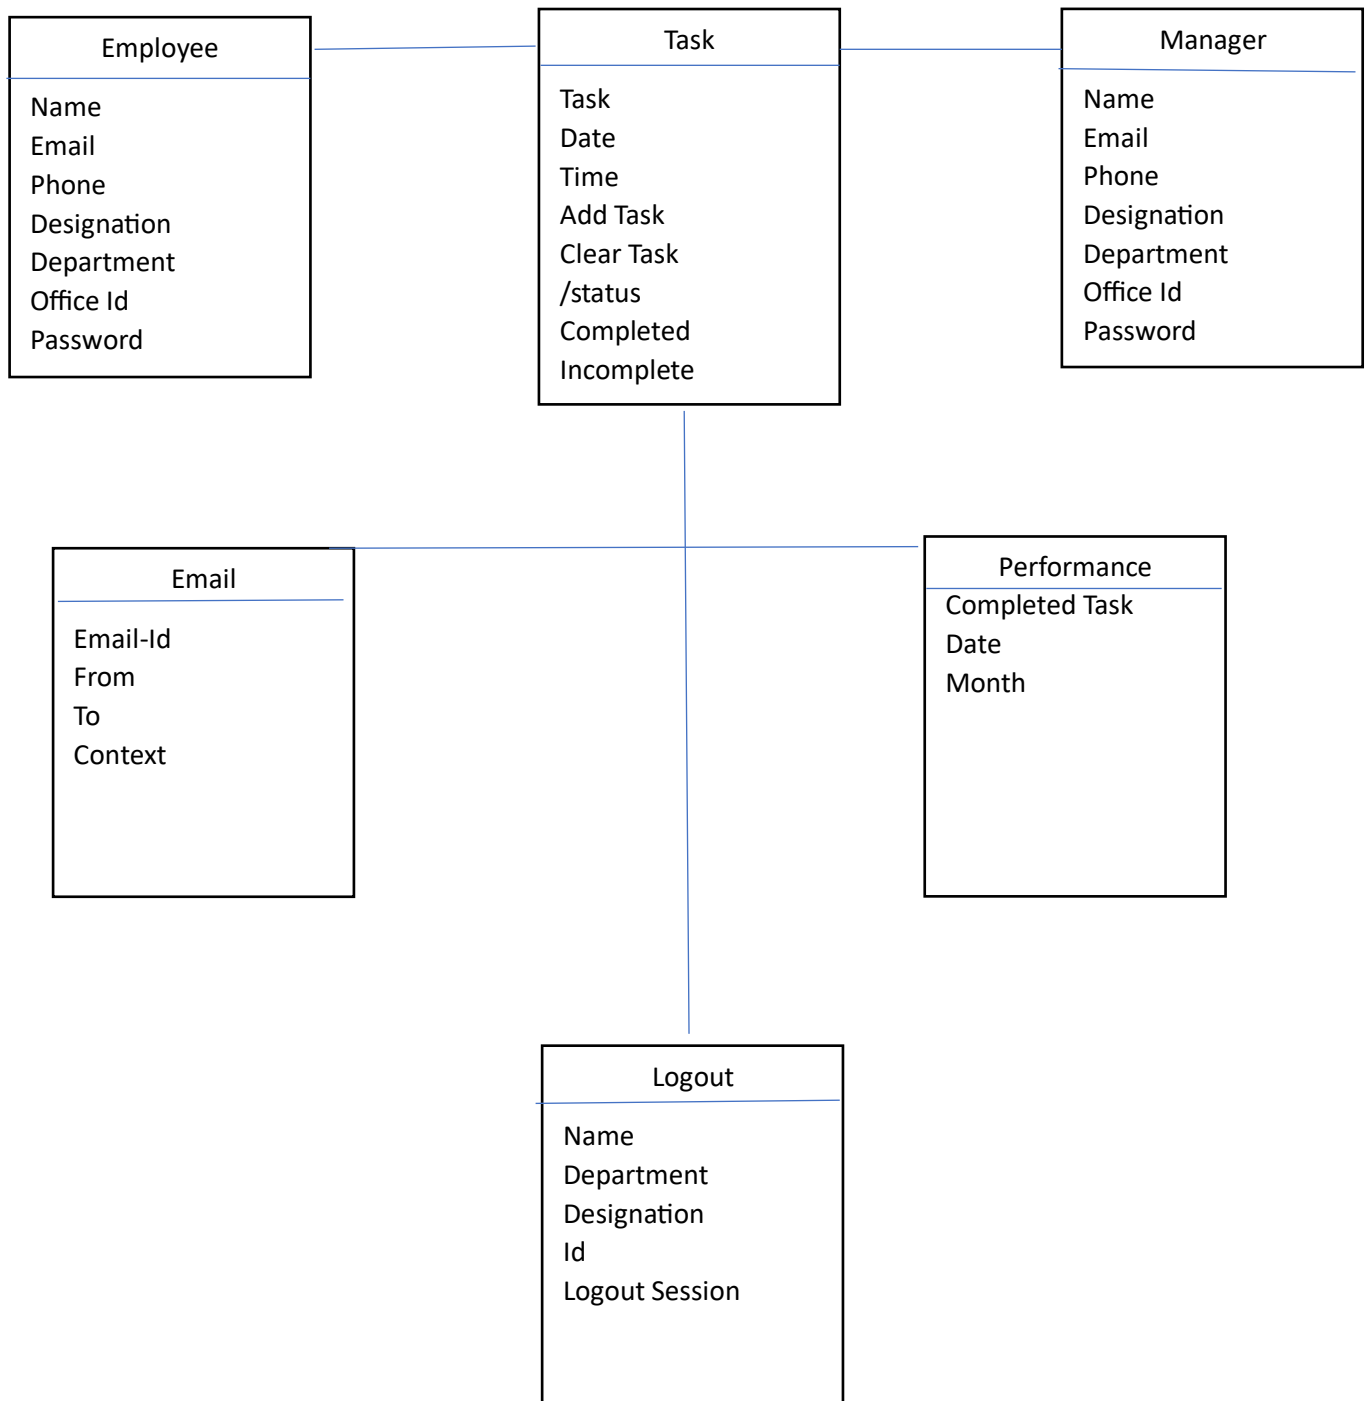 Employee
Name
Email
Phone
Designation
Department
Office Id
Password
Task
Task
Date
Time
Add Task
Clear Task
/status
Completed
Incomplete
Manager
Name
Email
Phone
Designation
Department
Office Id
Password
Email
Email-Id
From
To
Context
Performance
Completed Task
Date
Month
Logout
Name
Department
Designation
Id
Logout Session